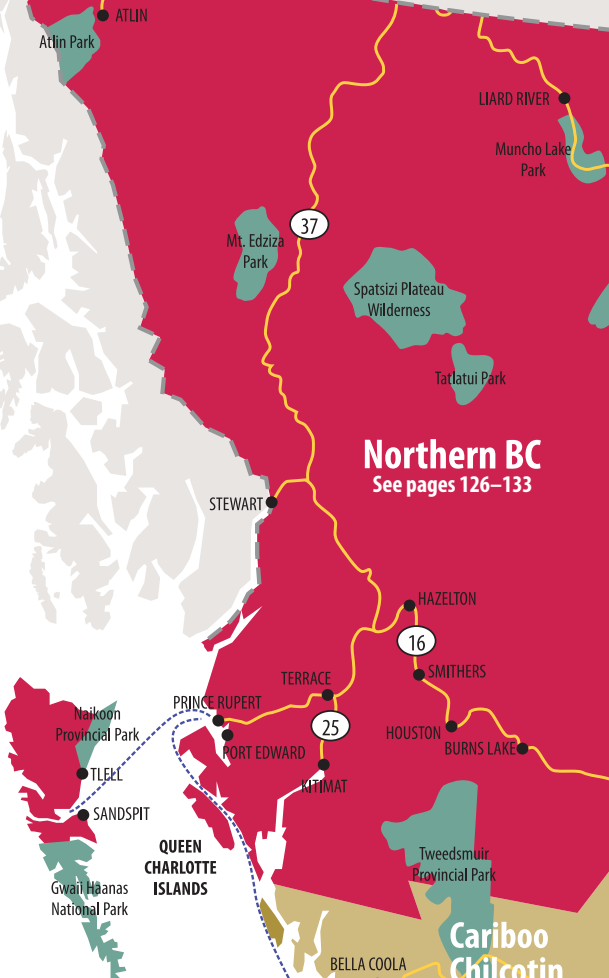 ATLIN
Atlin Park
LIARD RIVER
Muncho Lake
Park
37
Mt. Edziza
Park
Spatsizi Plateau
Wilderness
Tatlatui Park
Northern BC
See pages 126–133
STEWART
HAZELTON
16
SMITHERS
TERRACE
PRINCE RUPERT
Naikoon
Provincial Park
25
HOUSTON
PORT EDWARD
BURNS LAKE
TLELL
KITIMAT
SANDSPIT
QUEEN
CHARLOTTE
ISLANDS
Tweedsmuir
Provincial Park
Gwaii Haanas
National Park
Cariboo
Chilcotin
BELLA COOLA